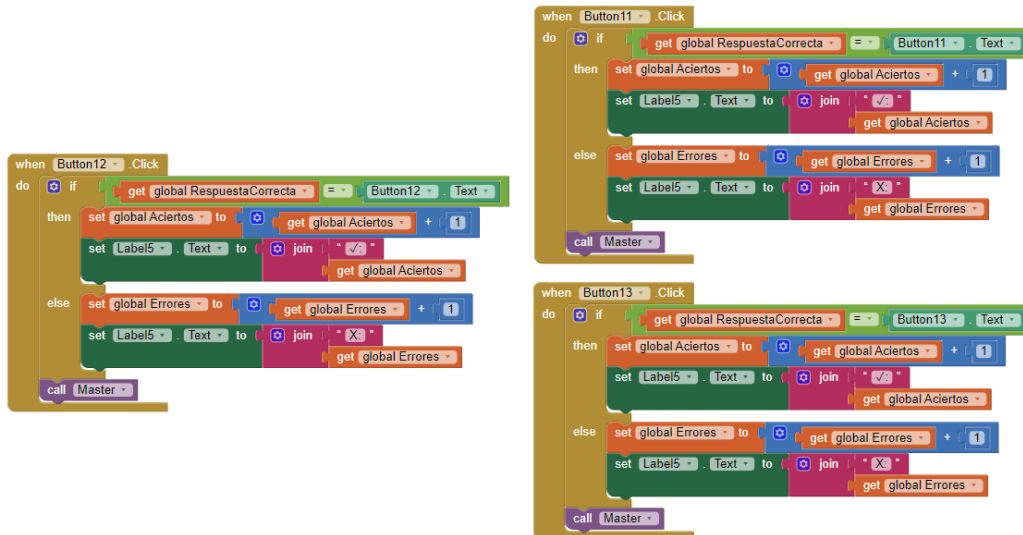 when Button12 .Click
do if get global RespuestaCorrecta = Button12 . Text
then set global Aciertos to get global Aciertos + 1
set Label5 . Text to join " √: "
get global Aciertos
else set global Errores to get global Errores + 1
set Label5 . Text to join " X: "
get global Errores
call Master
when Button11 .Click
do if get global RespuestaCorrecta = Button11 . Text
then set global Aciertos to get global Aciertos + 1
set Label5 . Text to join " √: "
get global Aciertos
else set global Errores to get global Errores + 1
set Label5 . Text to join " X: "
get global Errores
call Master
when Button13 .Click
do if get global RespuestaCorrecta = Button13 . Text
then set global Aciertos to get global Aciertos + 1
set Label5 . Text to join " √: "
get global Aciertos
else set global Errores to get global Errores + 1
set Label5 . Text to join " X: "
get global Errores
call Master